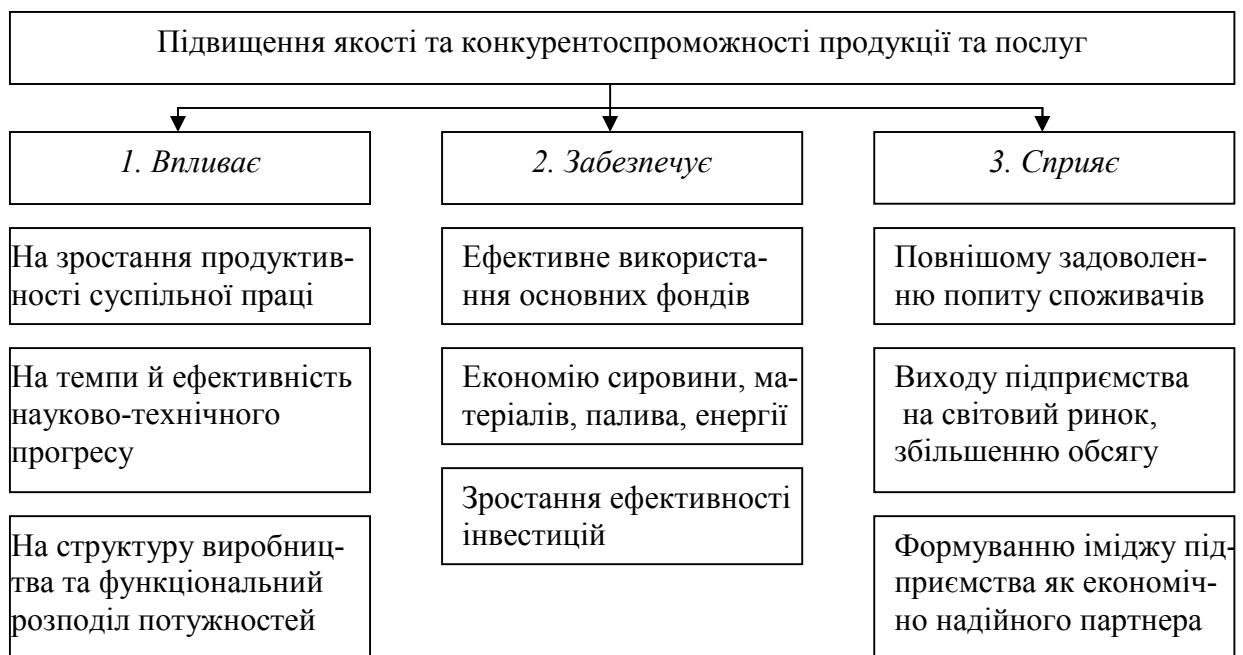 Підвищення якості та конкурентоспроможності продукції та послуг
1. Впливає
2. Забезпечує
3. Сприяє
На зростання продуктив-
ності суспільної праці
Ефективне використа-
ння основних фондів
Повнішому задоволен-
ню попиту споживачів
На темпи й ефективність
науково-технічного
прогресу
Економію сировини, ма-
теріалів, палива, енергії
Виходу підприємства
на світовий ринок,
збільшенню обсягу
Зростання ефективності
інвестицій
На структуру виробниц-
тва та функціональний
розподіл потужностей
Формуванню іміджу під-
приємства як економіч-
но надійного партнера